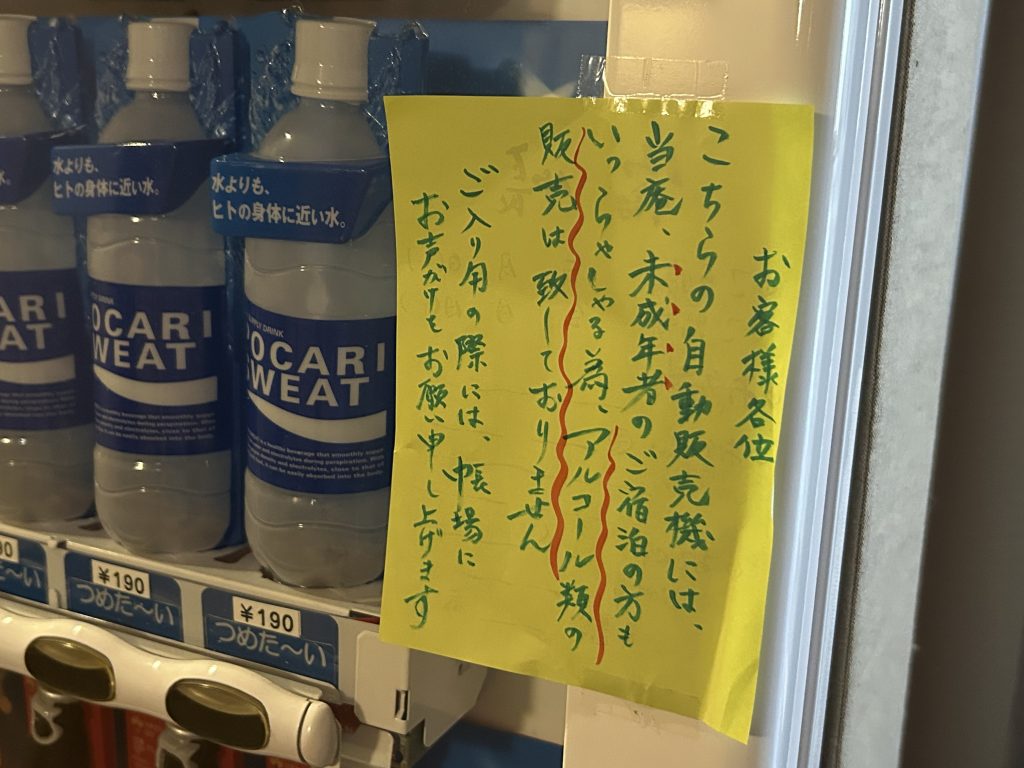 お客様各位
こちらの自動販売機には、
当庵、未成年者のご宿泊の方も
いらっしゃる為、アルコール類の
販売は致しておりません
ご入り用の際には、帳場に
お声がけをお願い申し上げます
水よりも、
ヒトの身体に近い水。
水よりも、
ヒトの身体に近い水。
OCARI
WEAT
POCARI
SWEAT
¥190
つめた〜い
¥190
つめた〜い